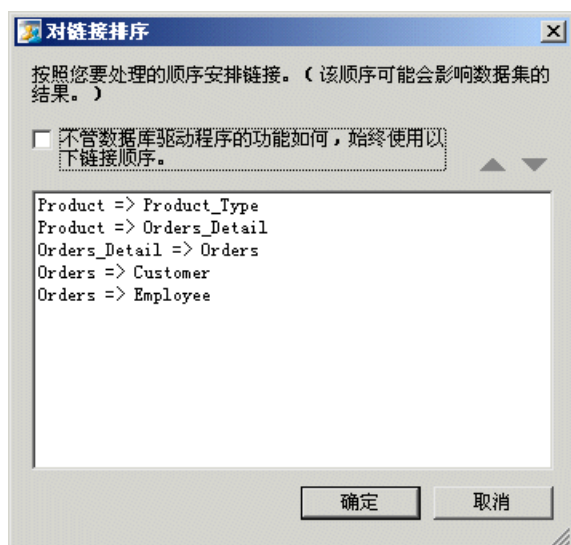 对链接排序
按照您要处理的顺序安排链接。(该顺序可能会影响数据集的
结果。)
不管数据库驱动程序的功能如何,始终使用以
下链接顺序。
Product => Product_Type
Product => Orders_Detail
Orders_Detail => Orders
Orders => Customer
Orders => Employee
确定
取消